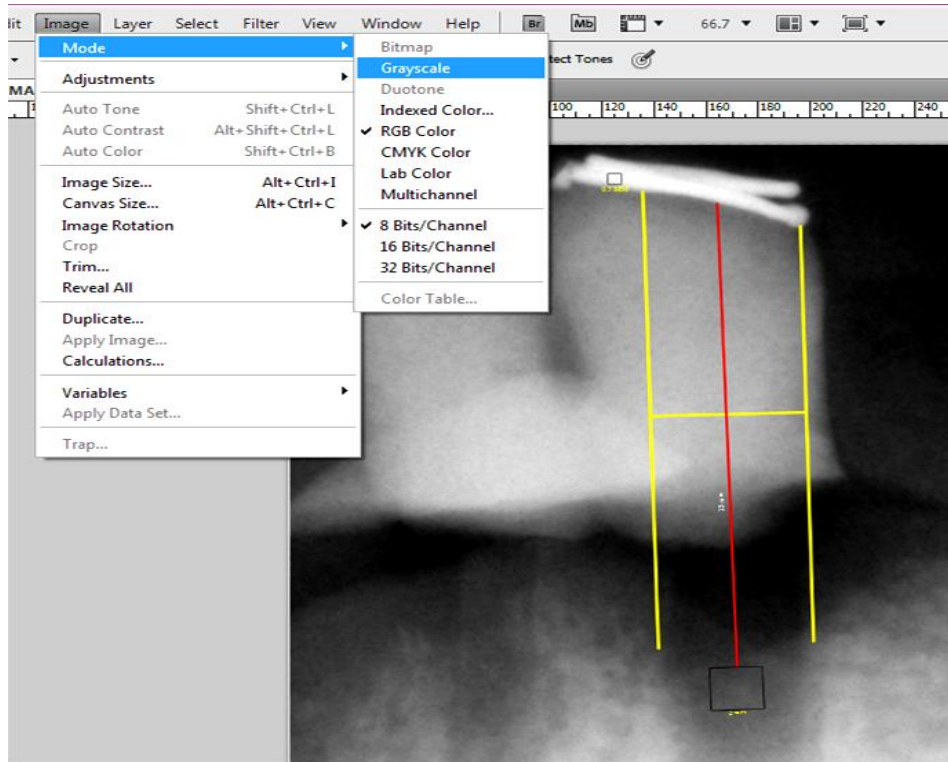 dit Image Layer Select Filter View Window Help Br Mb 66.7
Mode
Adjustments
Auto Tone Shift+Ctrl+L
Auto Contrast Alt+Shift+Ctrl+L
Auto Color Shift+Ctrl+B
Image Size... Alt+Ctrl+I
Canvas Size... Alt+Ctrl+C
Image Rotation
Crop
Trim...
Reveal All
Duplicate...
Apply Image...
Calculations...
Variables
Apply Data Set...
Trap...
Bitmap
Grayscale
Duotone
Indexed Color...
✓ RGB Color
CMYK Color
Lab Color
Multichannel
✓ 8 Bits/Channel
16 Bits/Channel
32 Bits/Channel
Color Table...
tect Tones
MA
100 120 140 160 180 200 220 240